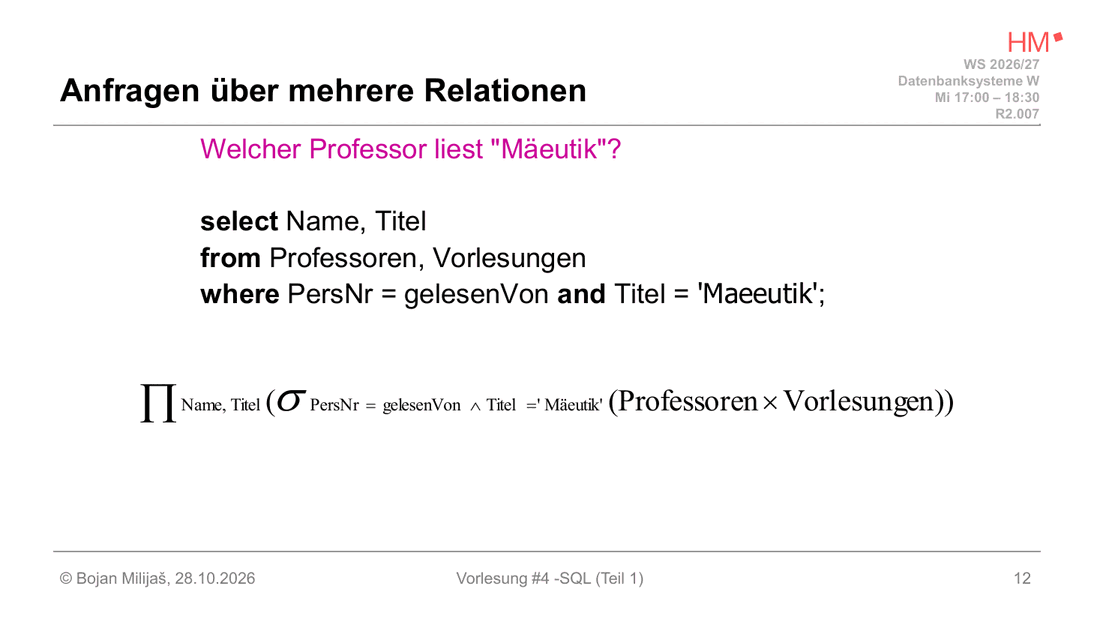 HM
WS 2026/27
Datenbanksysteme W
Mi 17:00 – 18:30
R2.007
Anfragen über mehrere Relationen
Welcher Professor liest "Mäeutik"?
select Name, Titel
from Professoren, Vorlesungen
where PersNr = gelesenVon and Titel = 'Maeeutik';
∏ Name, Titel (σ PersNr = gelesenVon ∧ Titel =' Mäeutik' (Professoren × Vorlesungen))
© Bojan Milijaš, 28.10.2026
Vorlesung #4 -SQL (Teil 1)
12